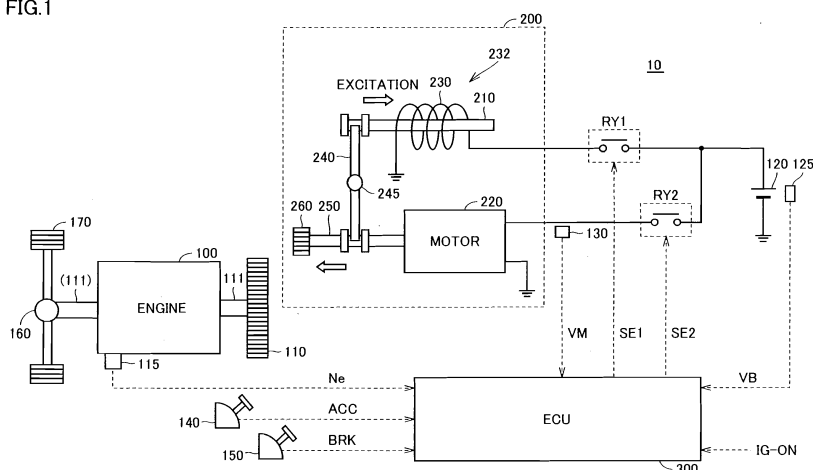 FIG.1
200
232
10
EXCITATION
230
210
RY1
240
245
120
125
RY2
260
250
220
MOTOR
130
170
100
(111)
ENGINE
111
160
110
115
VM
SE1
SE2
Ne
VB
140
ACC
ECU
150
BRK
IG-ON
300